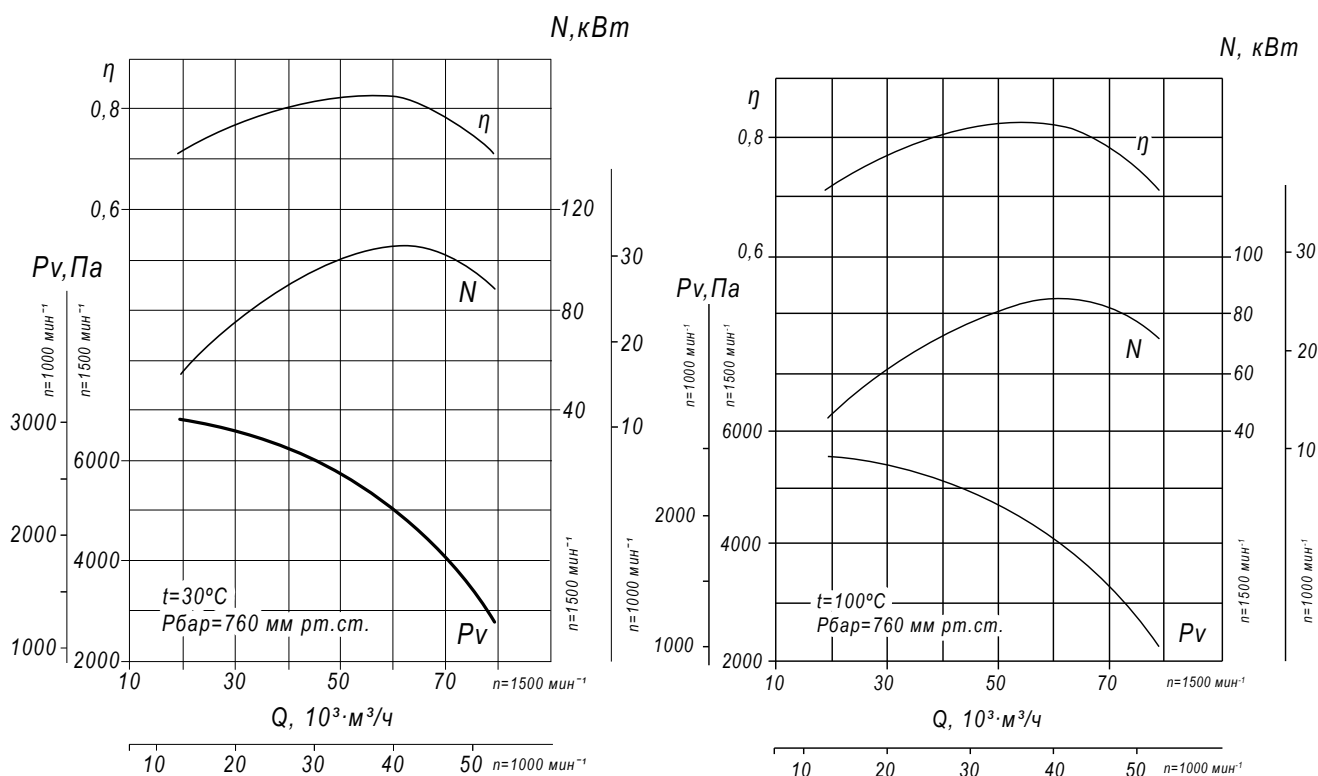 N,кВт
η
0,8
η
0,6
120
Pv,Па
30
N
80
n=1000 мин⁻¹
n=1500 мин⁻¹
20
3000
40
10
6000
2000
4000
n=1500 мин⁻¹
n=1000 мин⁻¹
t=30ºC
Pбар=760 мм рт.ст.
Pv
1000
2000
10 30 50 70 n=1500 мин⁻¹
Q, 10³·м³/ч
10 20 30 40 50 n=1000 мин⁻¹
N, кВт
η
0,8
η
0,6
100
30
Pv,Па
80
N
20
n=1000 мин⁻¹
n=1500 мин⁻¹
60
6000
40
10
2000
4000
n=1500 мин⁻¹
n=1000 мин⁻¹
t=100ºC
Pбар=760 мм рт.ст.
Pv
1000
2000
10 30 50 70 n=1500 мин⁻¹
Q, 10³·м³/ч
10 20 30 40 50 n=1000 мин⁻¹